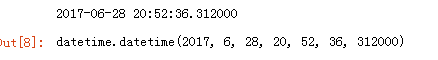 2017-06-28 20:52:36.312000
Out[8]: datetime.datetime(2017, 6, 28, 20, 52, 36, 312000)